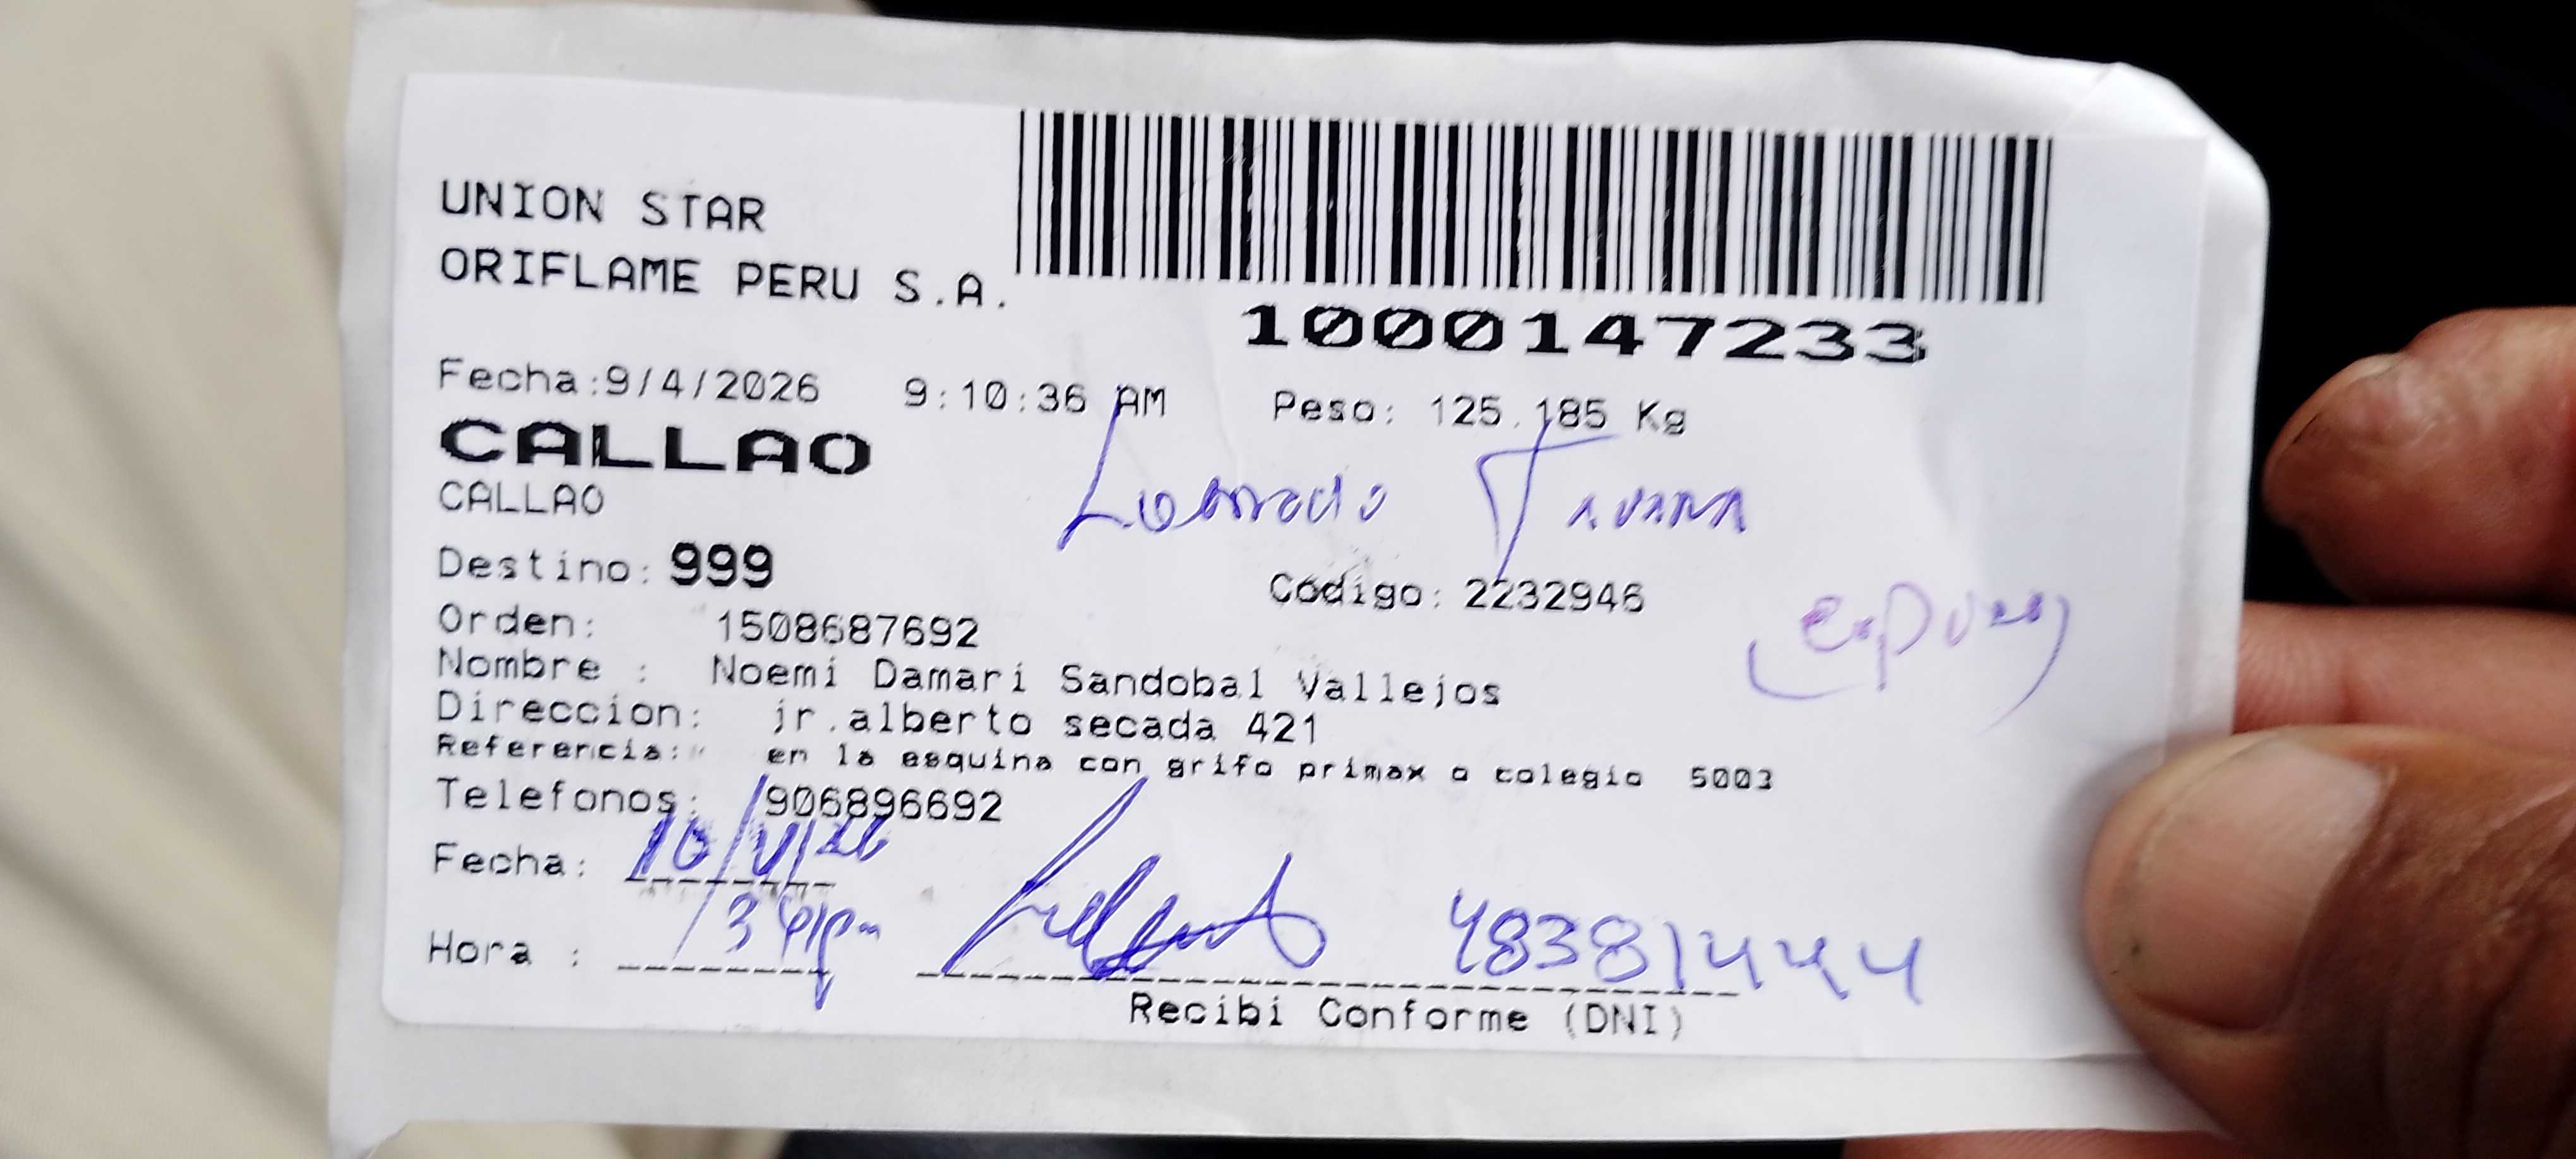 UNION STAR
ORIFLAME PERU S.A.
1000147233
Fecha:9/4/2026 9:10:36 AM Peso: 125.185 Kg
CALLAO
CALLAO
Destino: 999
Código: 2232946
Orden: 1508687692
Nombre : Noemi Damari Sandobal Vallejos
Direccion: jr.alberto secada 421
Referencia: en la esquina con grifo primax o colegio 5003
Telefonos: 906896692
Fecha:
Hora :
48381444
Recibi Conforme (DNI)